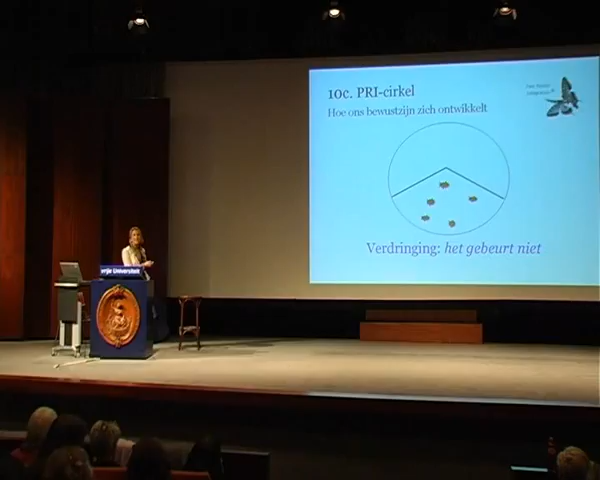 10c. PRI-cirkel
Hoe ons bewustzijn zich ontwikkelt
Verdringing: het gebeurt niet
vrije Universiteit